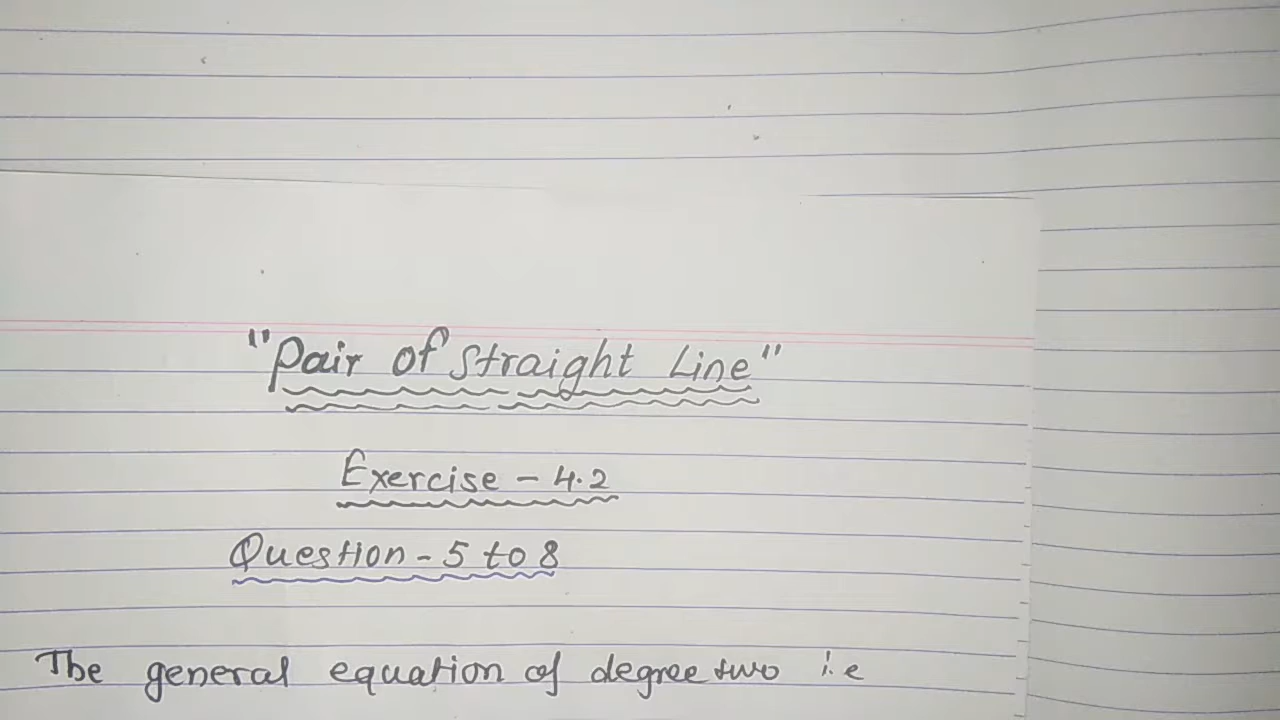 "Pair of Straight Line"
Exercise - 4.2
Question - 5 to 8
The general equation of degree two i.e